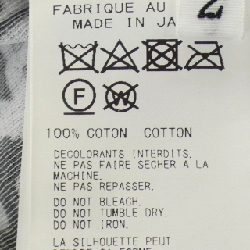 FABRIQUE AU
MADE IN JA
2
F
W
100% COTON COTTON
DECOLORANTS INTERDITS.
NE PAS FAIRE SECHER A LA
MACHINE.
NE PAS REPASSER.
DO NOT BLEACH.
DO NOT TUMBLE DRY
DO NOT IRON.
LA SILHOUETTE PEUT